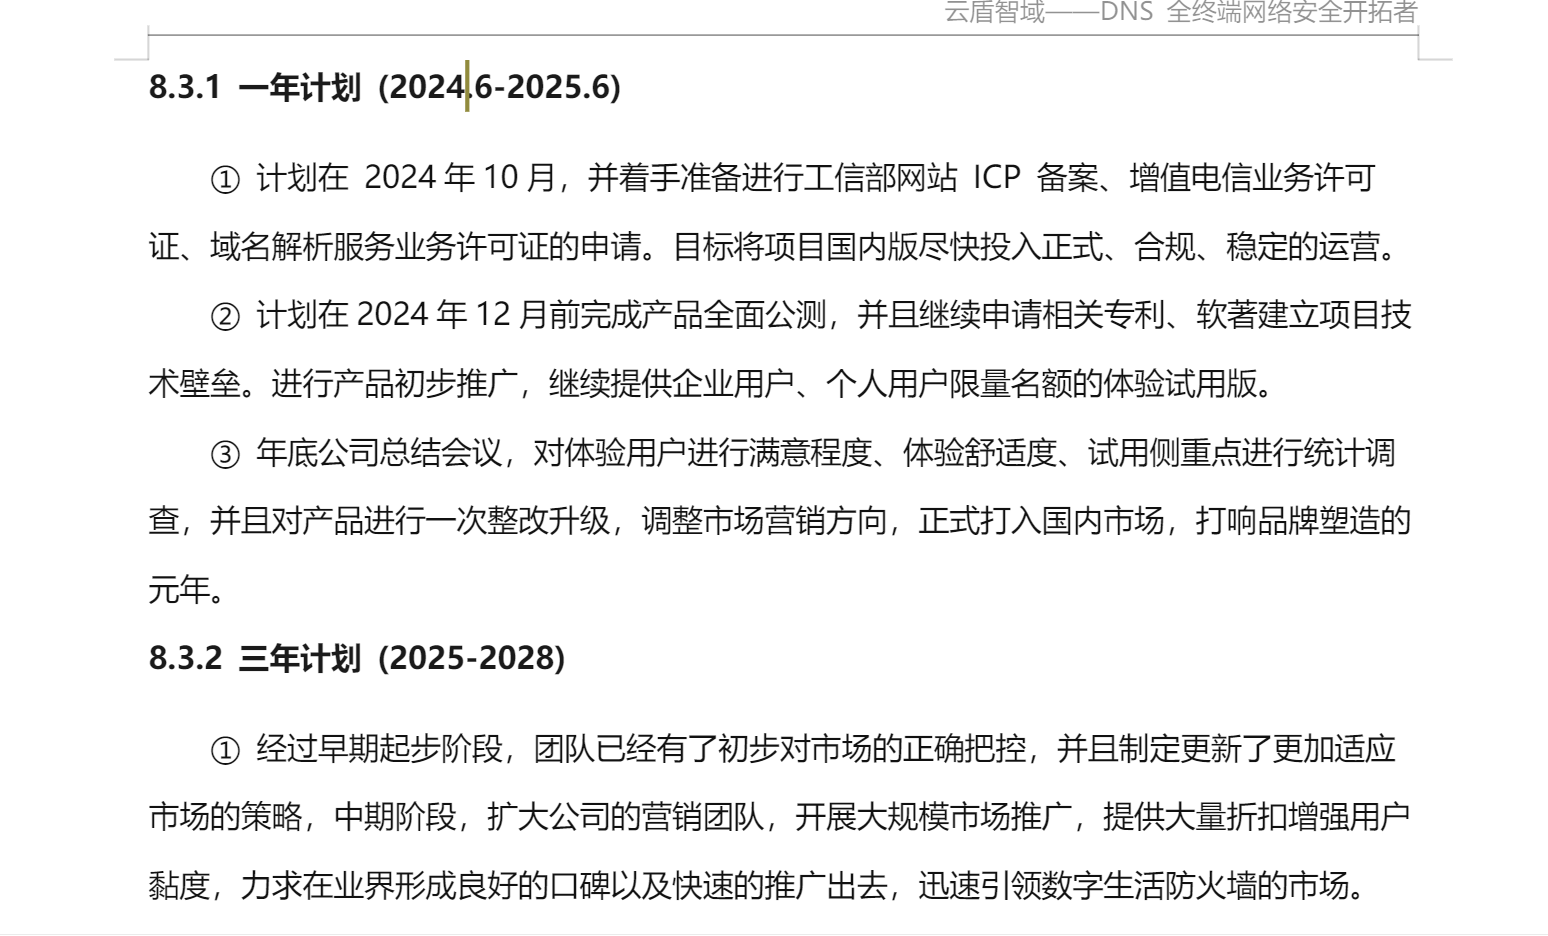 云盾智域——DNS 全终端网络安全开拓者
8.3.1 一年计划 (2024.6-2025.6)
① 计划在 2024 年 10 月，并着手准备进行工信部网站 ICP 备案、增值电信业务许可
证、域名解析服务业务许可证的申请。目标将项目国内版尽快投入正式、合规、稳定的运营。
② 计划在 2024 年 12 月前完成产品全面公测，并且继续申请相关专利、软著建立项目技
术壁垒。进行产品初步推广，继续提供企业用户、个人用户限量名额的体验试用版。
③ 年底公司总结会议，对体验用户进行满意程度、体验舒适度、试用侧重点进行统计调
查，并且对产品进行一次整改升级，调整市场营销方向，正式打入国内市场，打响品牌塑造的
元年。
8.3.2 三年计划 (2025-2028)
① 经过早期起步阶段，团队已经有了初步对市场的正确把控，并且制定更新了更加适应
市场的策略，中期阶段，扩大公司的营销团队，开展大规模市场推广，提供大量折扣增强用户
黏度，力求在业界形成良好的口碑以及快速的推广出去，迅速引领数字生活防火墙的市场。